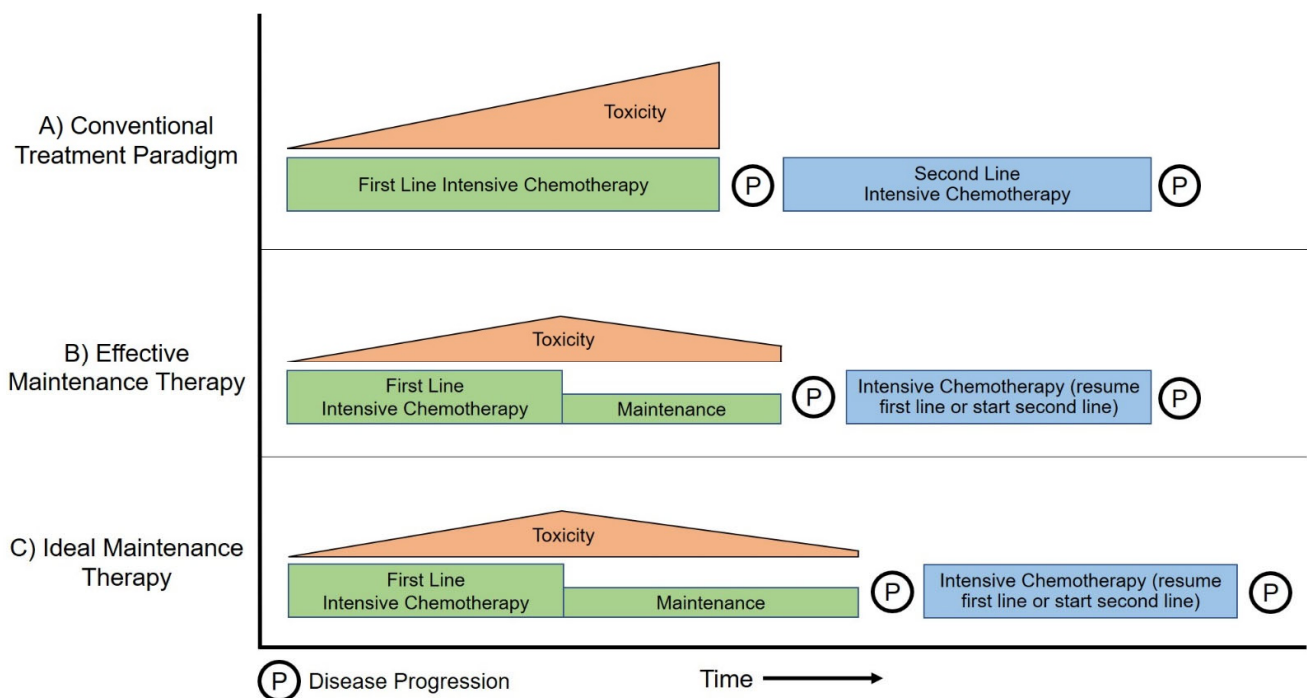 A) Conventional
Treatment Paradigm
Toxicity
First Line Intensive Chemotherapy
P
Second Line
Intensive Chemotherapy
P
B) Effective
Maintenance Therapy
Toxicity
First Line
Intensive Chemotherapy
Maintenance
P
Intensive Chemotherapy (resume
first line or start second line)
P
C) Ideal Maintenance
Therapy
Toxicity
First Line
Intensive Chemotherapy
Maintenance
P
Intensive Chemotherapy (resume
first line or start second line)
P
P Disease Progression
Time